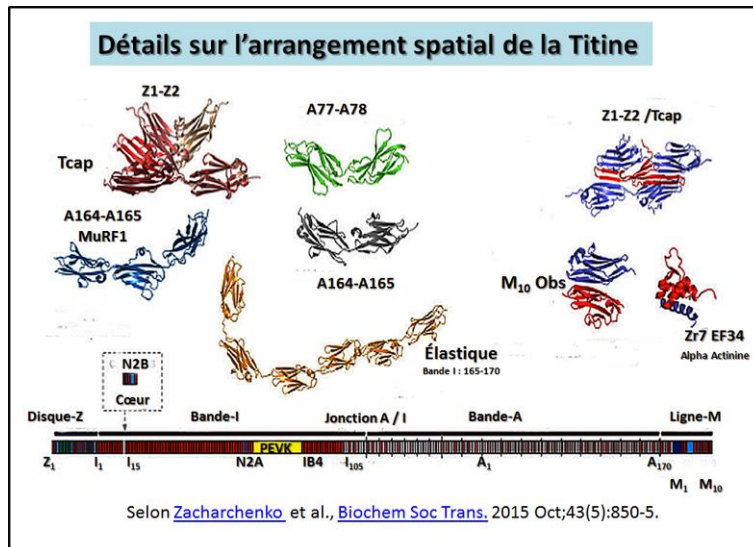 Détails sur l'arrangement spatial de la Titine
Z1-Z2
A77-A78
Z1-Z2 /Tcap
Tcap
A164-A165
MuRF1
A164-A165
M10 Obs
Zr7 EF34
Alpha Actinine
Élastique
Bande I : 165-170
N2B
Cœur
Disque-Z
Bande-I
Jonction A / I
Bande-A
Ligne-M
PEVK
Z1
I1
I15
N2A
IB4
I105
A1
A170
M1
M10
Selon Zacharchenko et al., Biochem Soc Trans. 2015 Oct;43(5):850-5.